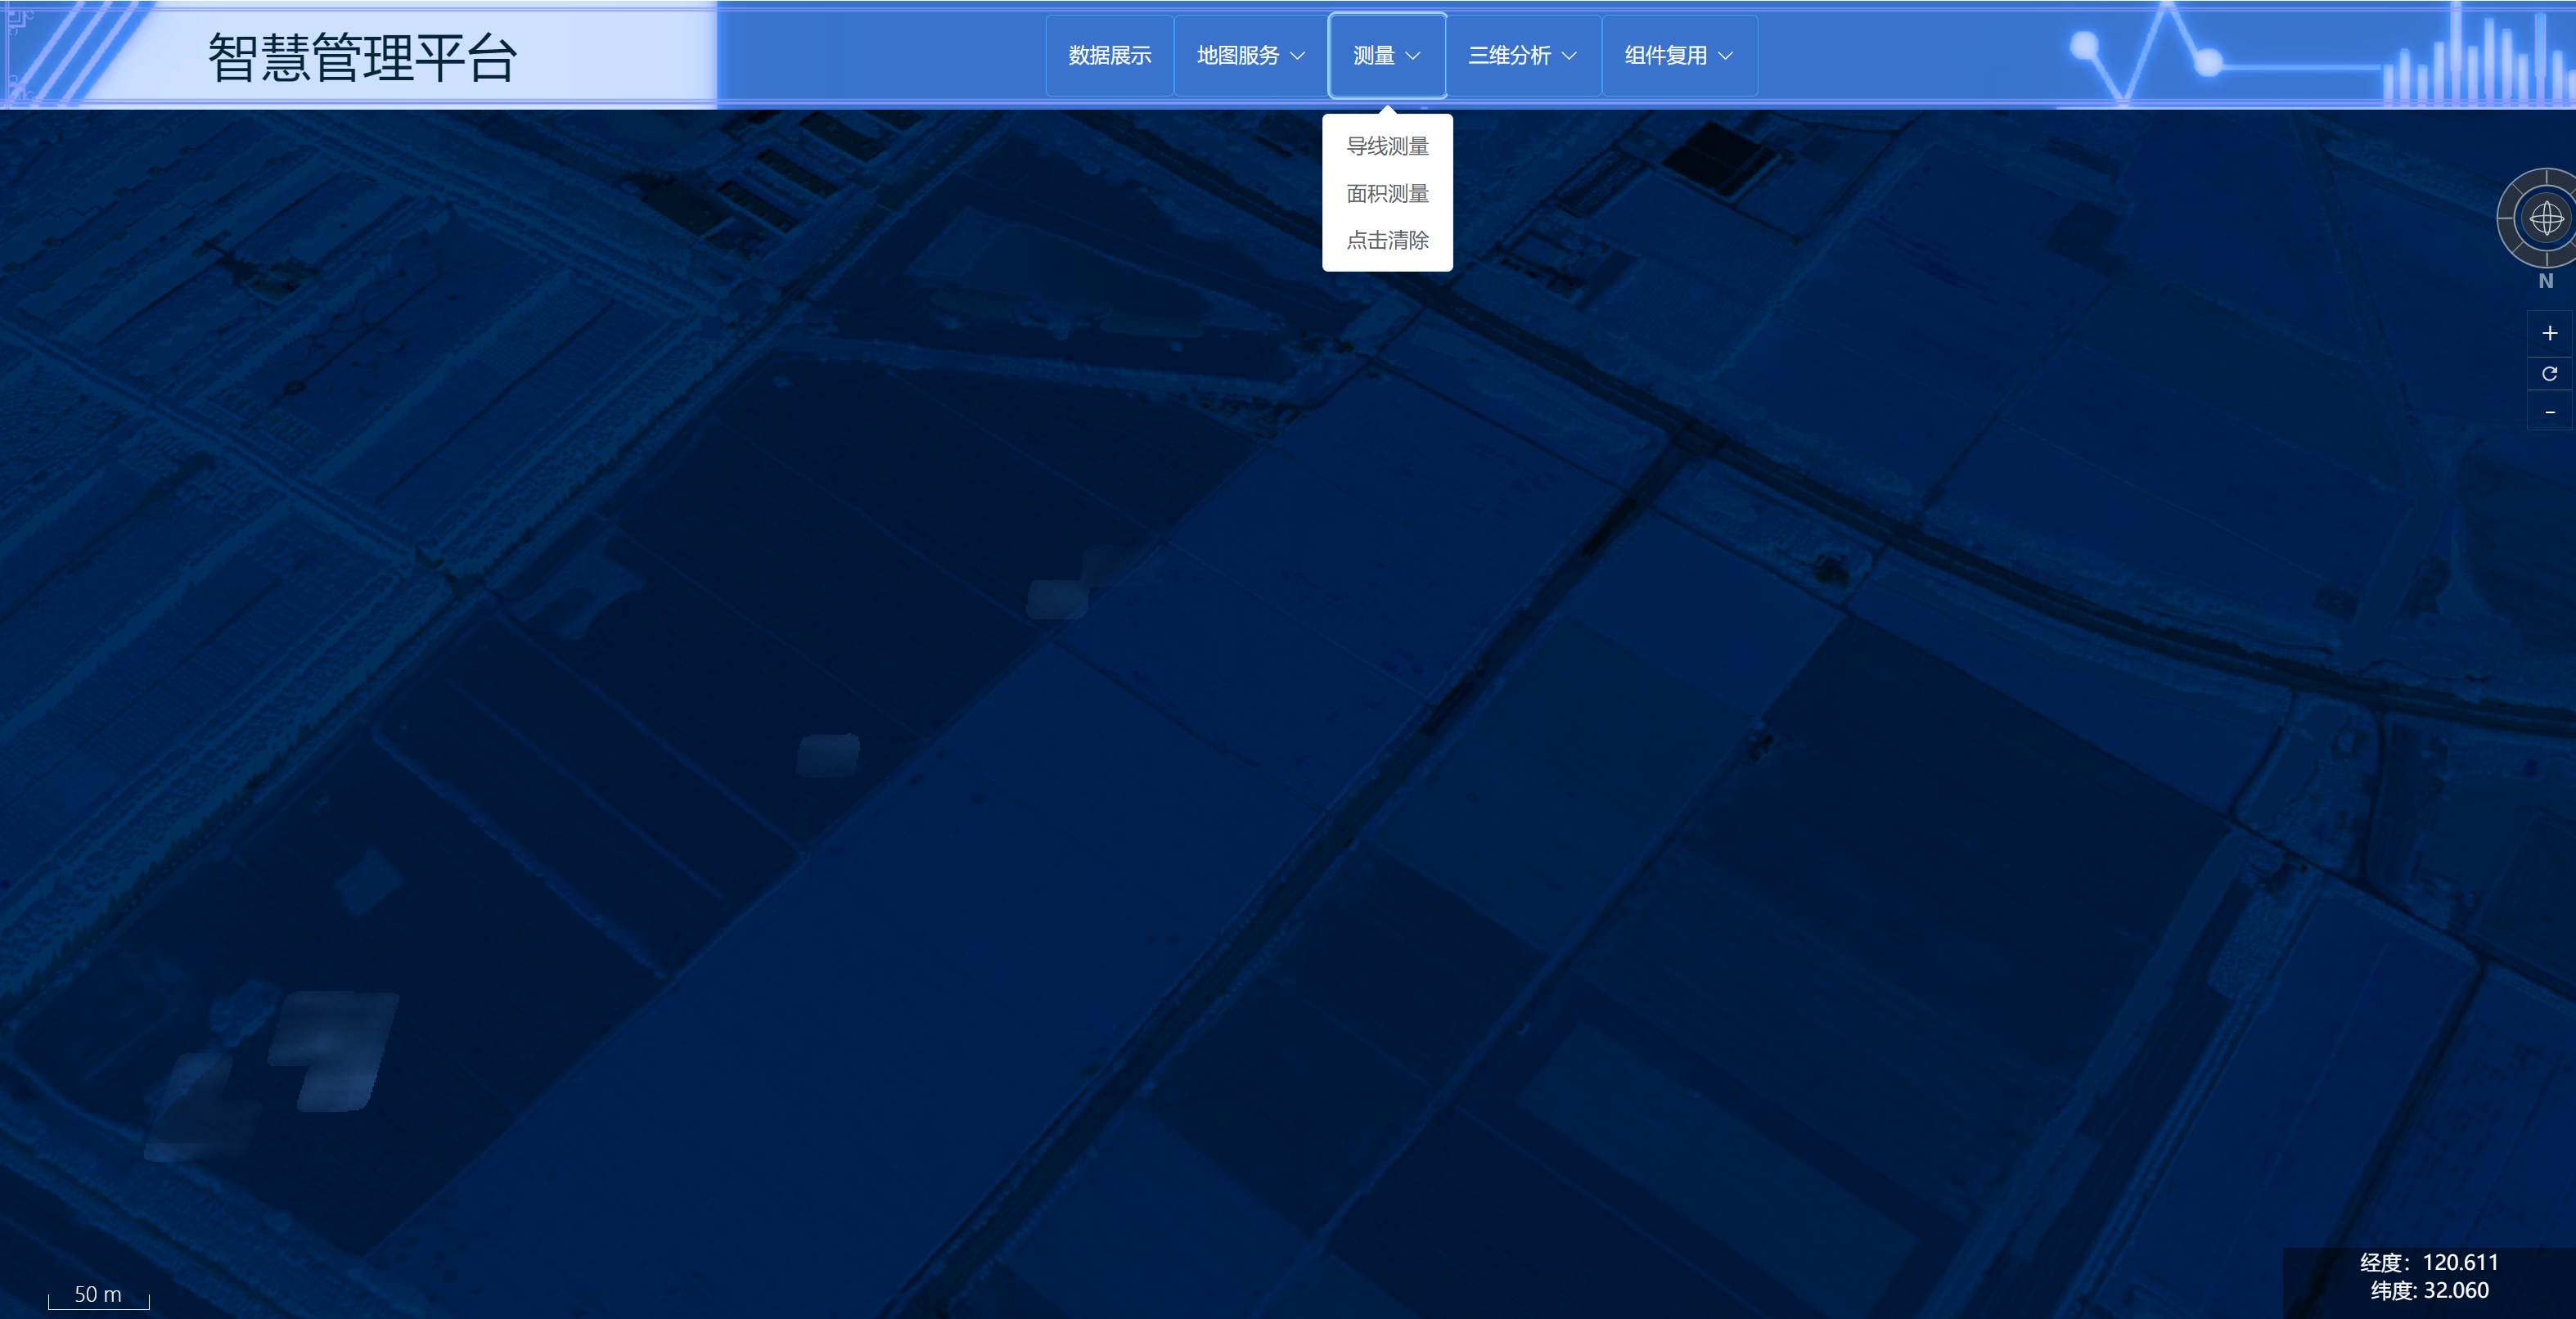 智慧管理平台
数据展示
地图服务
测量
三维分析
组件复用
导线测量
面积测量
点击清除
N
+
-
50 m
经度：120.611
纬度: 32.060